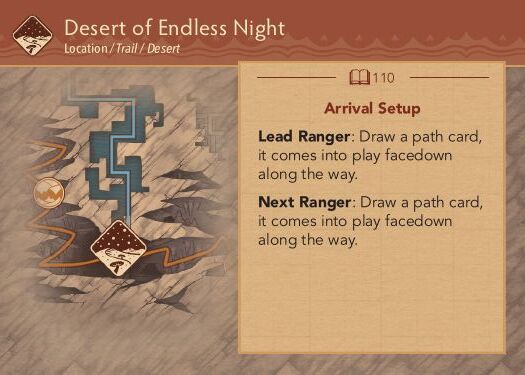 Desert of Endless Night
Location / Trail / Desert
110
Arrival Setup
Lead Ranger: Draw a path card,
it comes into play facedown
along the way.
Next Ranger: Draw a path card,
it comes into play facedown
along the way.